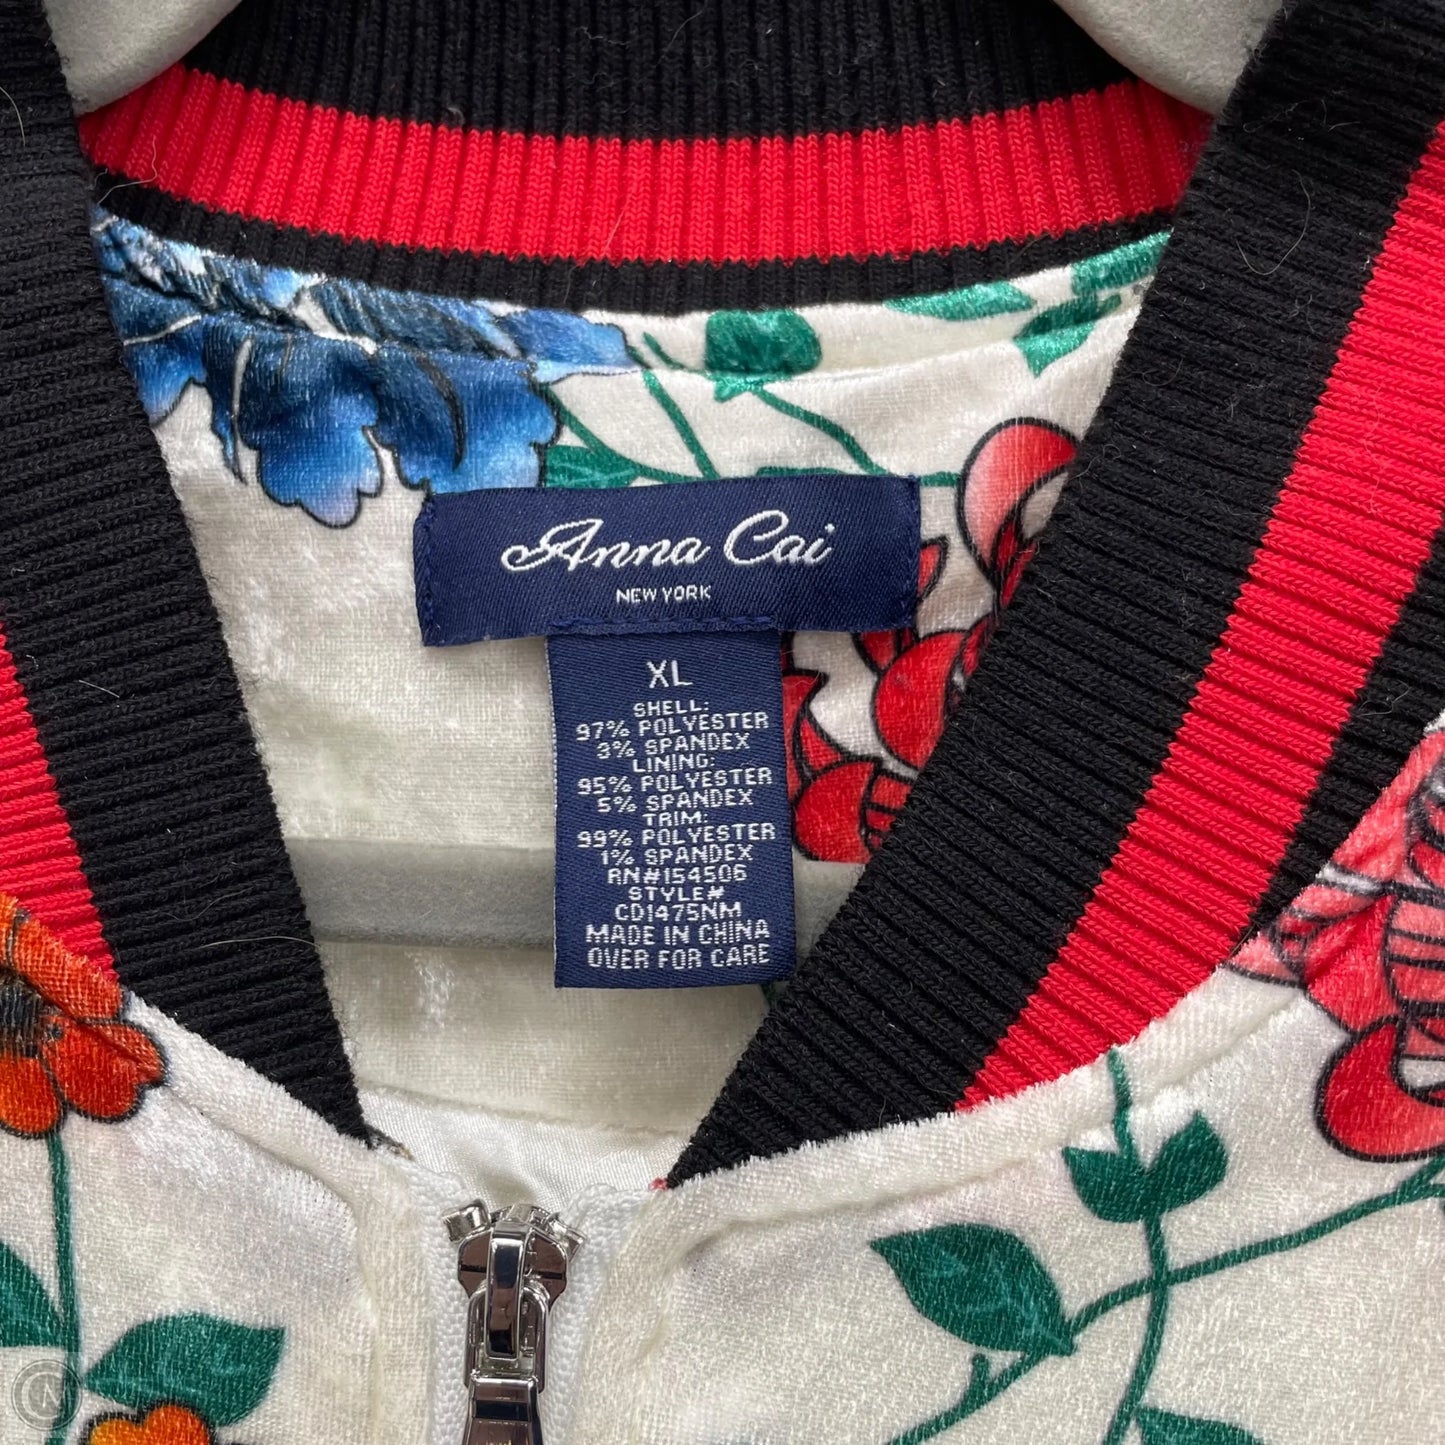 Anna Cai
NEW YORK
XL
SHELL:
97% POLYESTER
3% SPANDEX
LINING:
95% POLYESTER
5% SPANDEX
TRIM:
99% POLYESTER
1% SPANDEX
RN#154506
STYLE#
CD1475NM
MADE IN CHINA
OVER FOR CARE